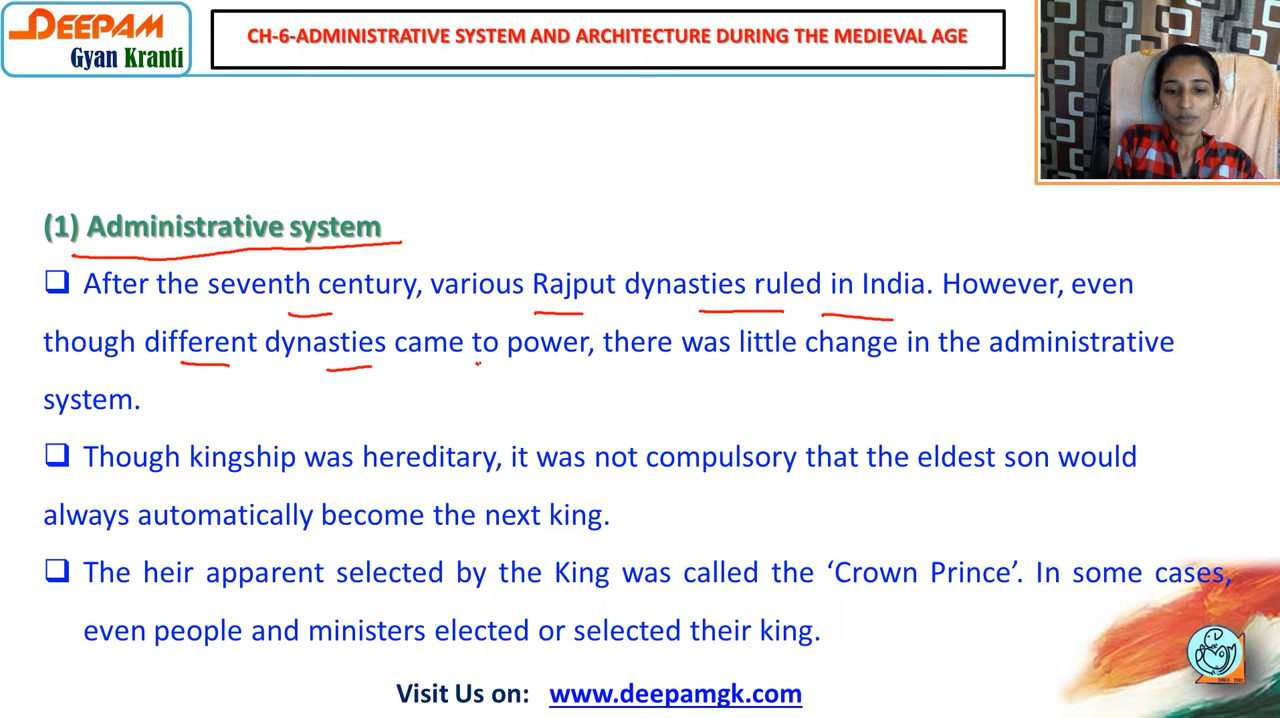 DEEPAM
Gyan Kranti
CH-6-ADMINISTRATIVE SYSTEM AND ARCHITECTURE DURING THE MEDIEVAL AGE
(1) Administrative system
After the seventh century, various Rajput dynasties ruled in India. However, even
though different dynasties came to power, there was little change in the administrative
system.
Though kingship was hereditary, it was not compulsory that the eldest son would
always automatically become the next king.
The heir apparent selected by the King was called the ‘Crown Prince’. In some cases,
even people and ministers elected or selected their king.
Visit Us on: www.deepamgk.com